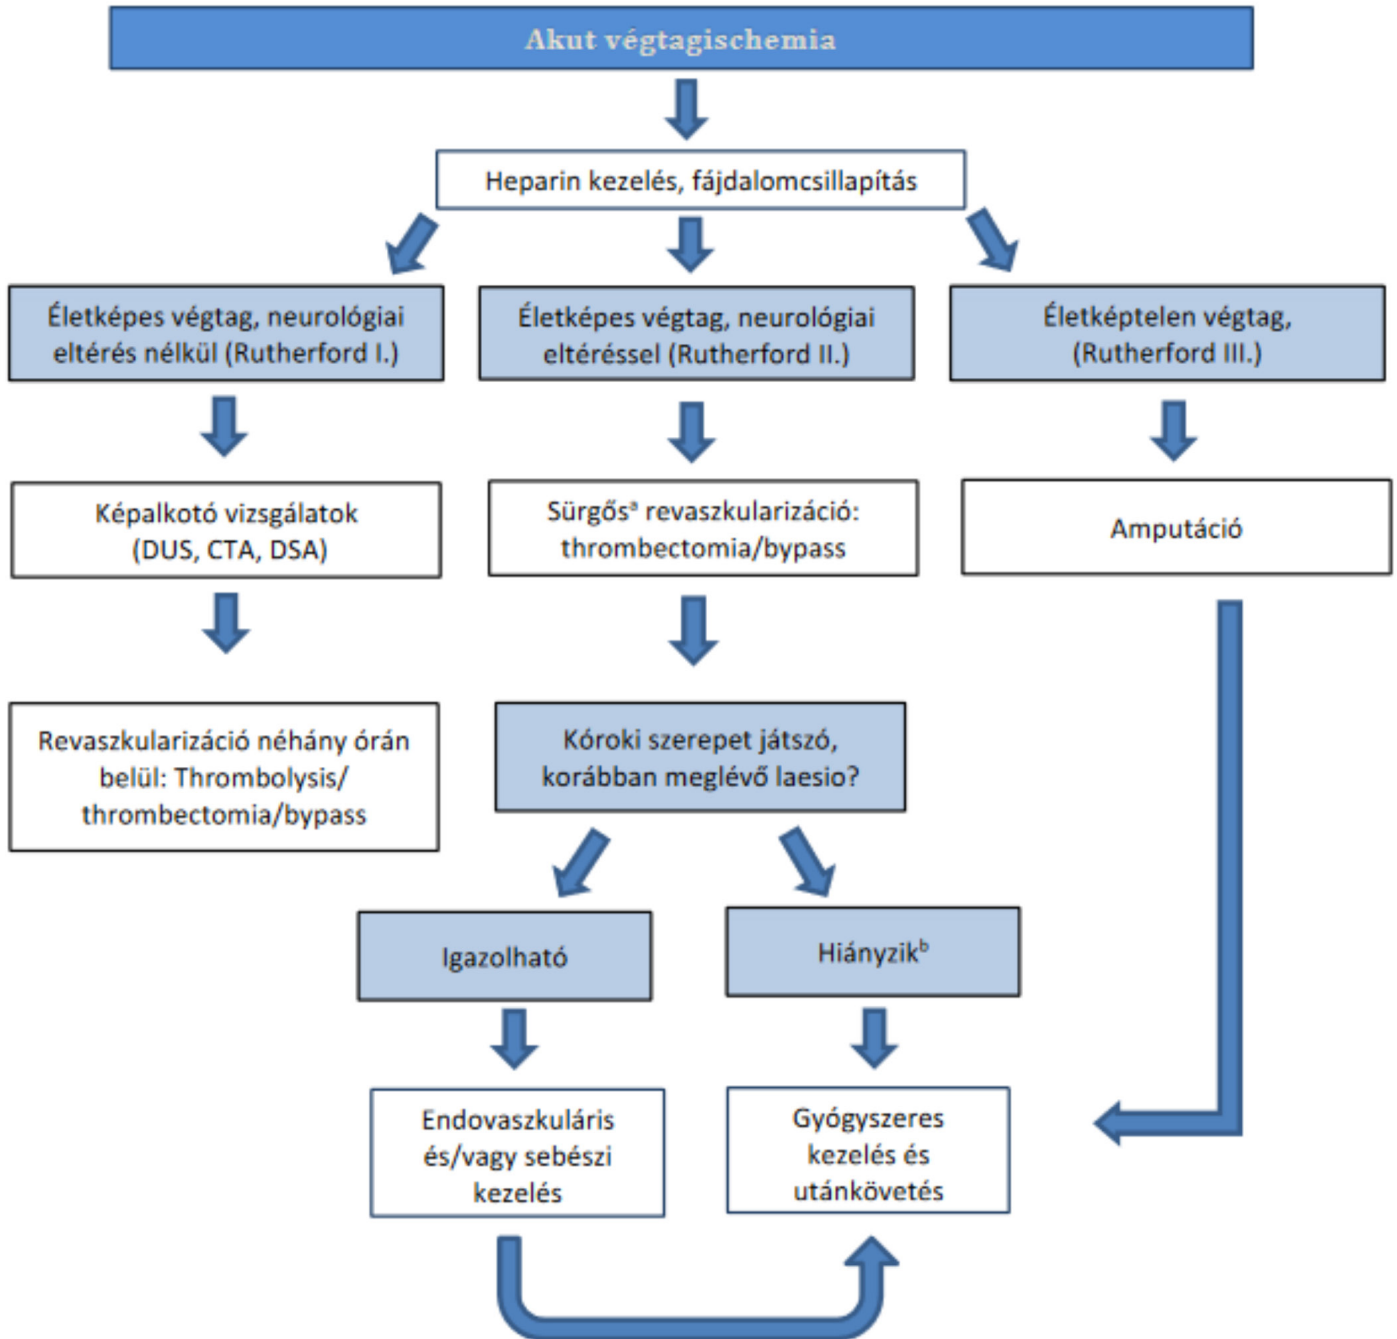 Akut végtagischemia
Heparin kezelés, fájdalomcsillapítás
Életképes végtag, neurológiai
eltérés nélkül (Rutherford I.)
Életképes végtag, neurológiai
eltéréssel (Rutherford II.)
Életképtelen végtag,
(Rutherford III.)
Képalkotó vizsgálatok
(DUS, CTA, DSA)
Sürgősᵃ revaszkularizáció:
thrombectomia/bypass
Amputáció
Revaszkularizáció néhány órán
belül: Thrombolysis/
thrombectomia/bypass
Kóroki szerepet játszó,
korábban meglévő laesio?
Igazolható
Hiányzikᵇ
Endovaszkuláris
és/vagy sebészi
kezelés
Gyógyszeres
kezelés és
utánkövetés